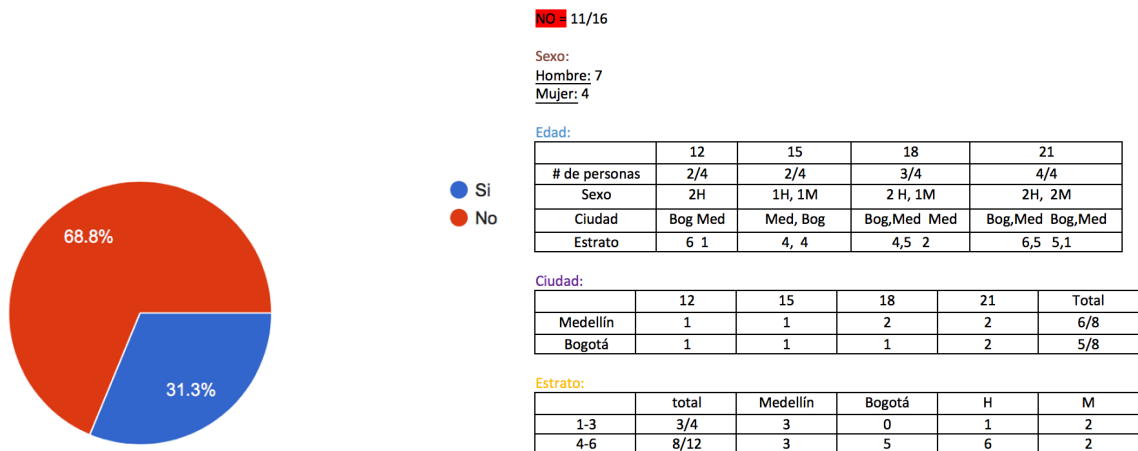 Si
No
68.8%
31.3%
NO = 11/16
Sexo:
Hombre: 7
Mujer: 4
Edad:
12 15 18 21
# de personas 2/4 2/4 3/4 4/4
Sexo 2H 1H, 1M 2 H, 1M 2H, 2M
Ciudad Bog Med Med, Bog Bog,Med Med Bog,Med Bog,Med
Estrato 6 1 4, 4 4,5 2 6,5 5,1
Ciudad:
12 15 18 21 Total
Medellín 1 1 2 2 6/8
Bogotá 1 1 1 2 5/8
Estrato:
total Medellín Bogotá H M
1-3 3/4 3 0 1 2
4-6 8/12 3 5 6 2